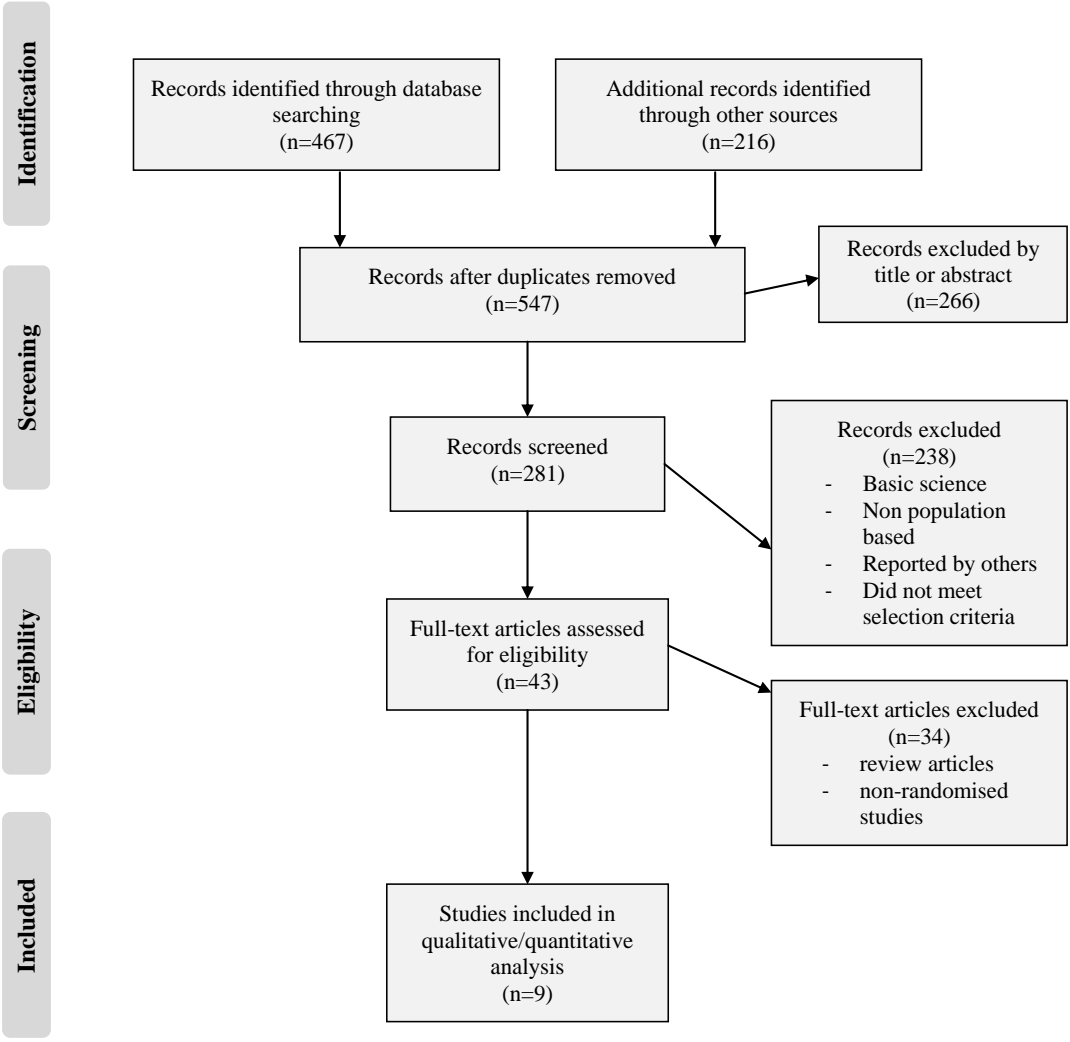 Identification
Records identified through database
searching
(n=467)
Additional records identified
through other sources
(n=216)
Records after duplicates removed
(n=547)
Records excluded by
title or abstract
(n=266)
Screening
Records screened
(n=281)
Records excluded
(n=238)
- Basic science
- Non population
based
- Reported by others
- Did not meet
selection criteria
Eligibility
Full-text articles assessed
for eligibility
(n=43)
Full-text articles excluded
(n=34)
- review articles
- non-randomised
studies
Included
Studies included in
qualitative/quantitative
analysis
(n=9)